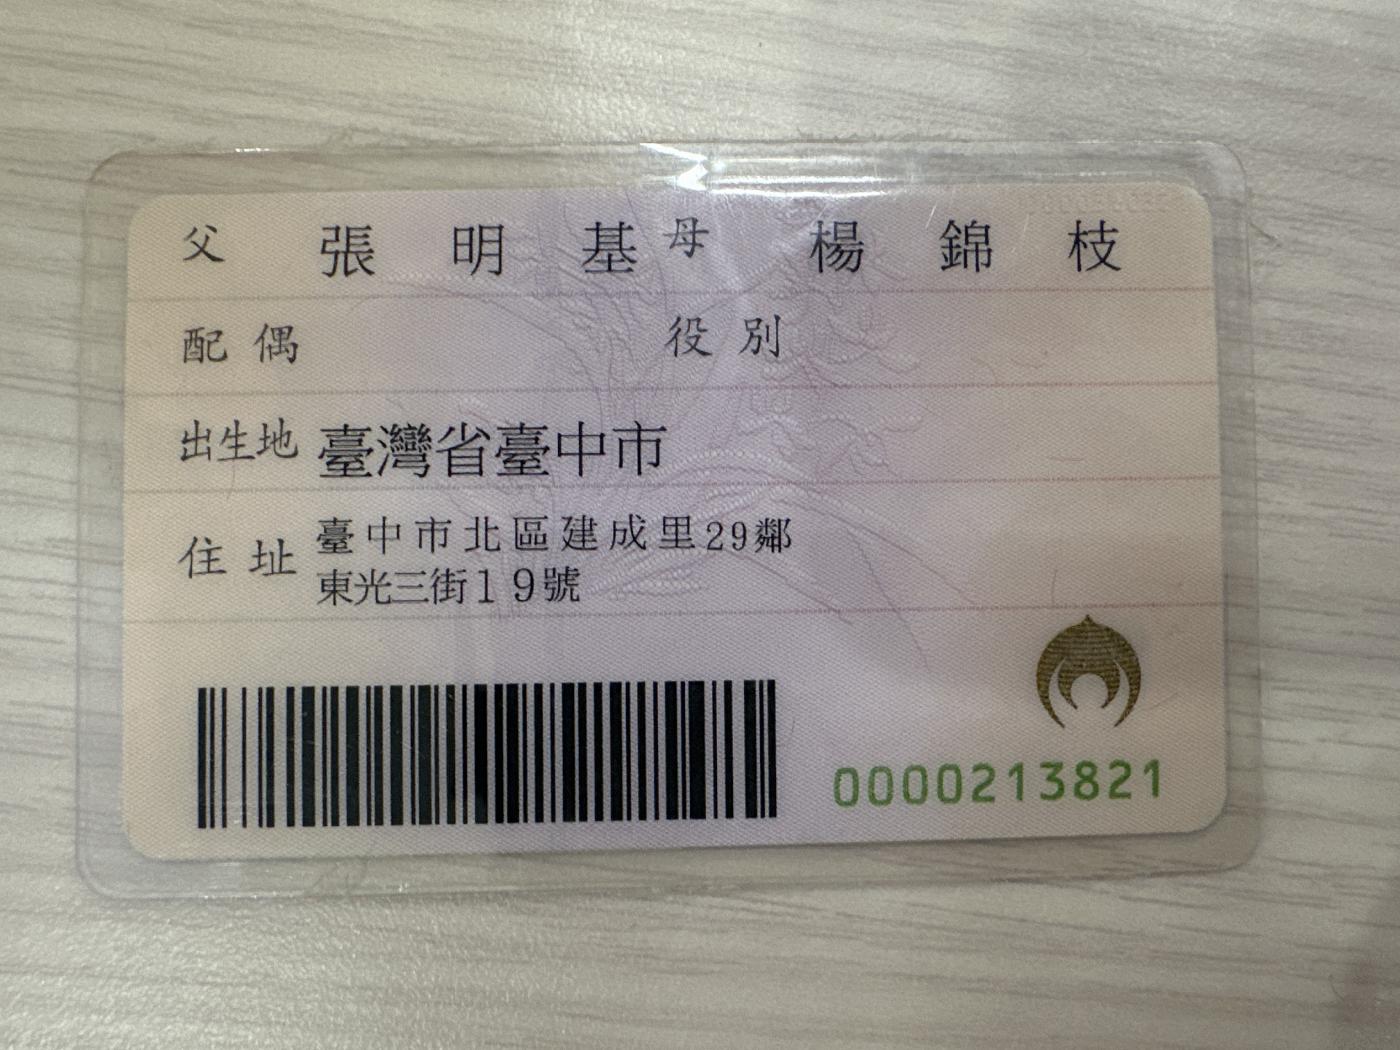 父 張明基 母 楊錦枝
配偶 役別
出生地 臺灣省臺中市
住址 臺中市北區建成里29鄰
東光三街19號
0000213821